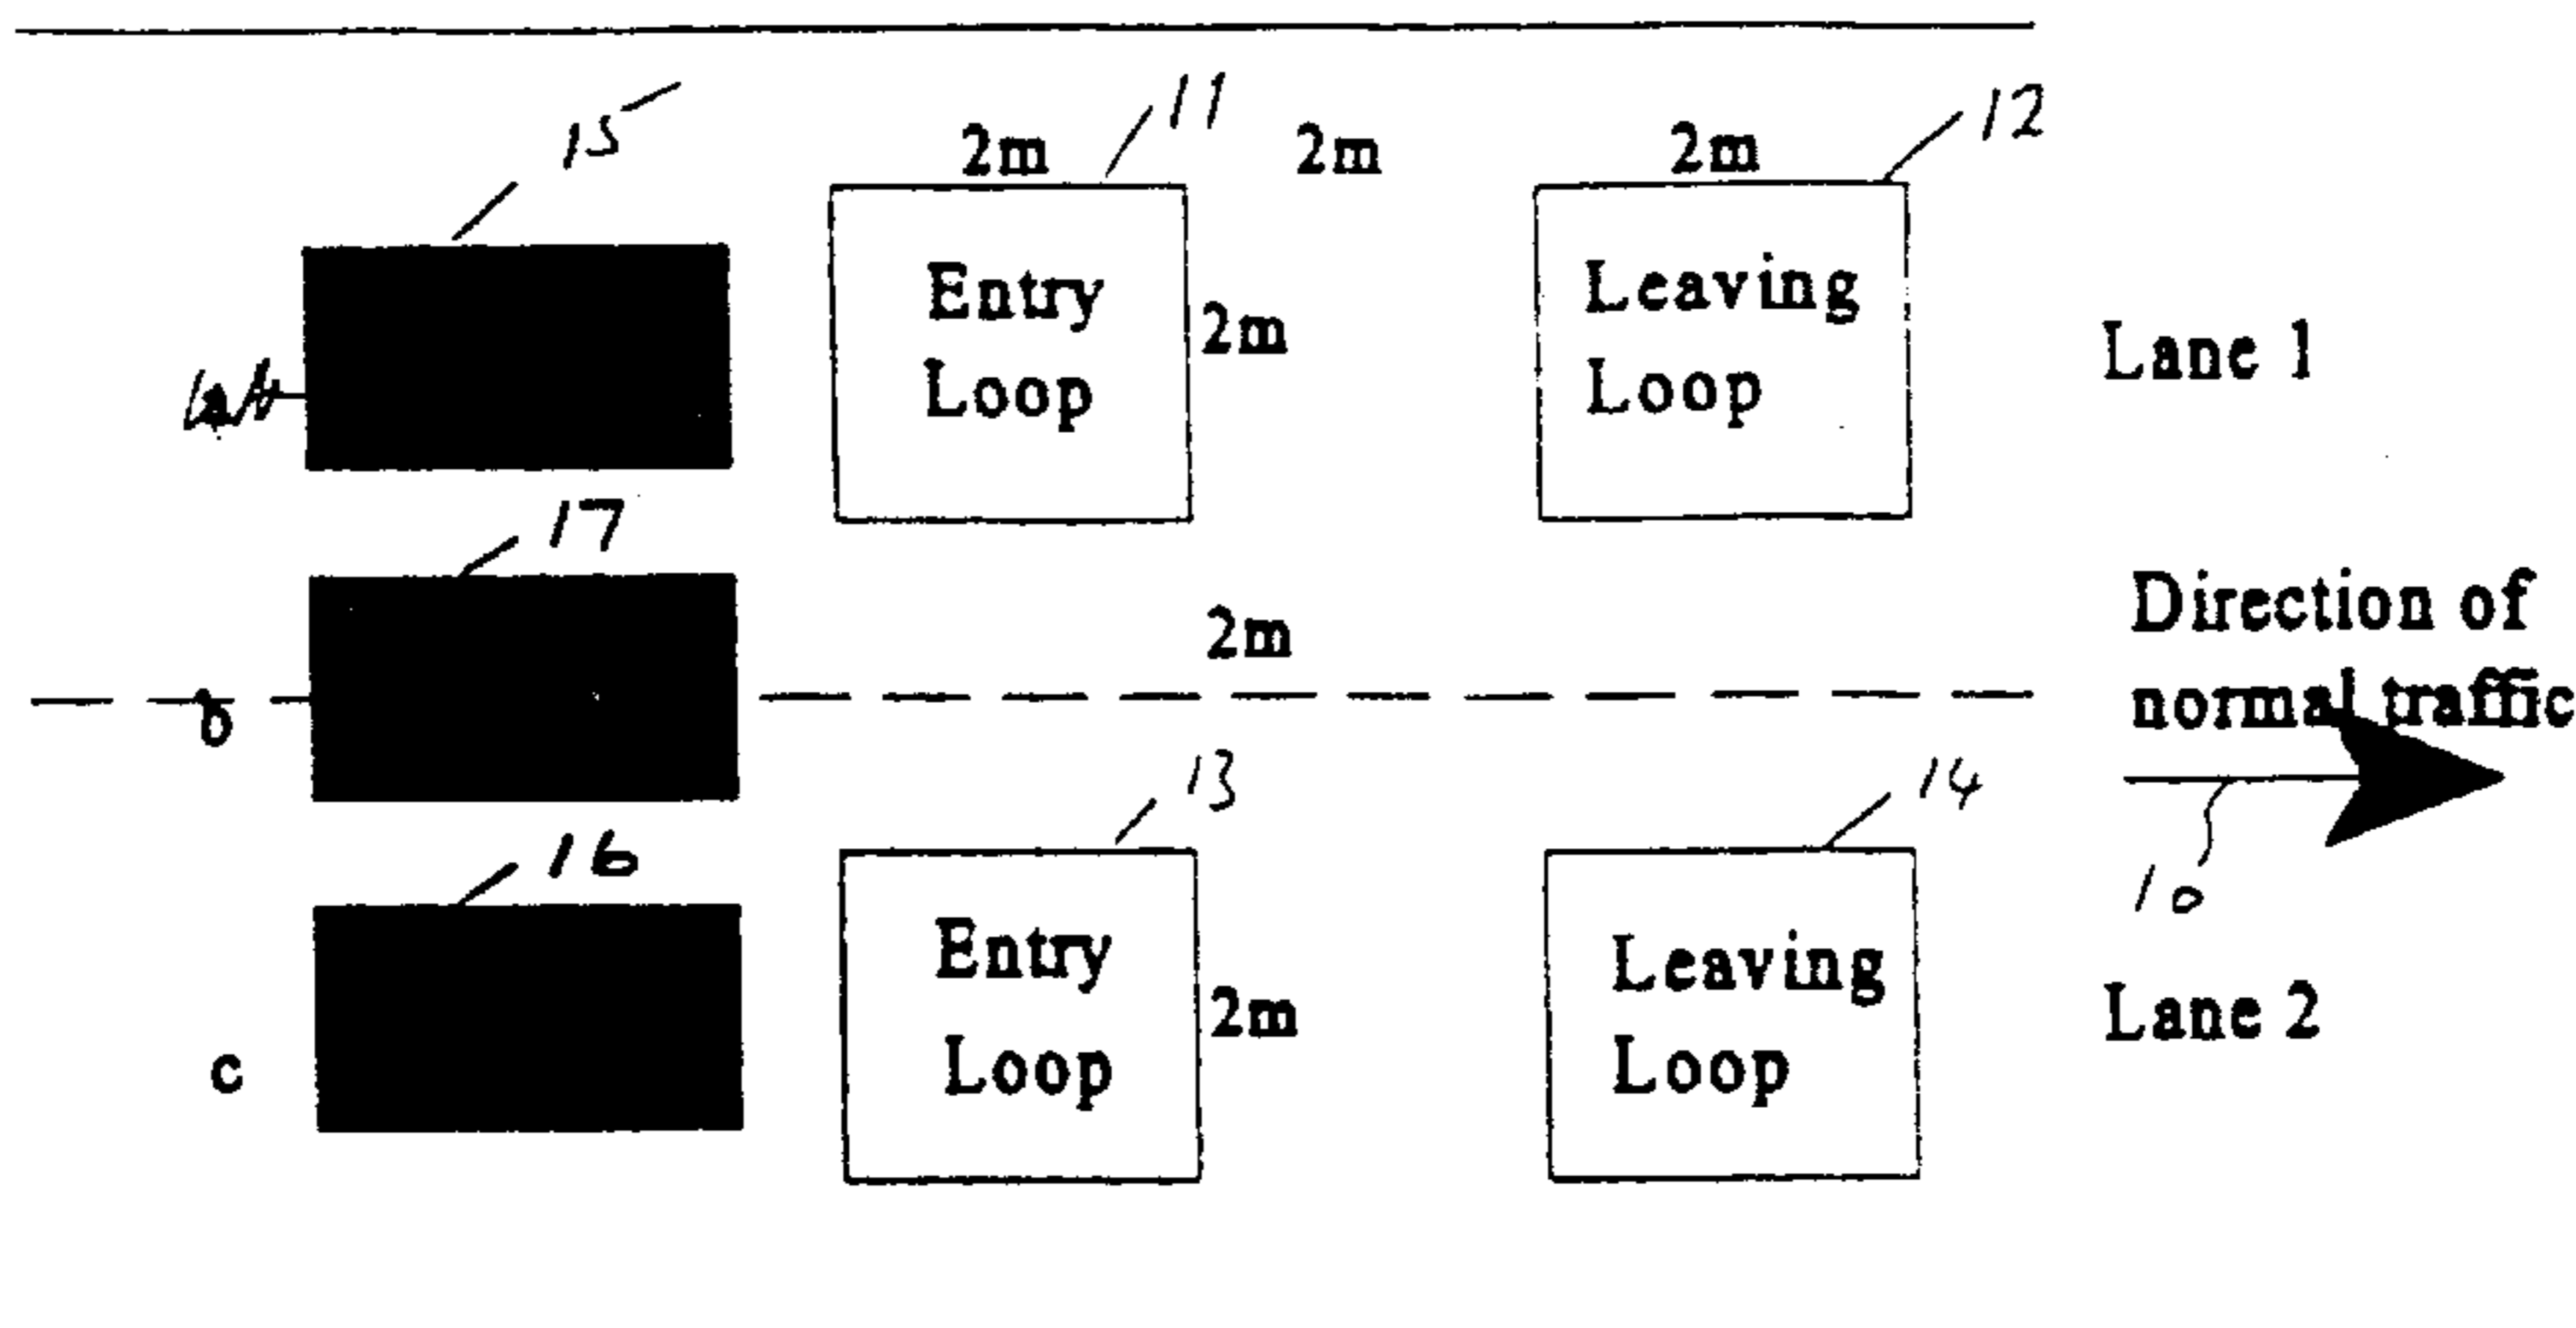 15
11
12
2m
2m
2m
Entry
Loop
2m
Leaving
Loop
Lane 1
17
2m
Direction of
normal traffic
b
13
14
16
10
Entry
Loop
2m
Leaving
Loop
Lane 2
c